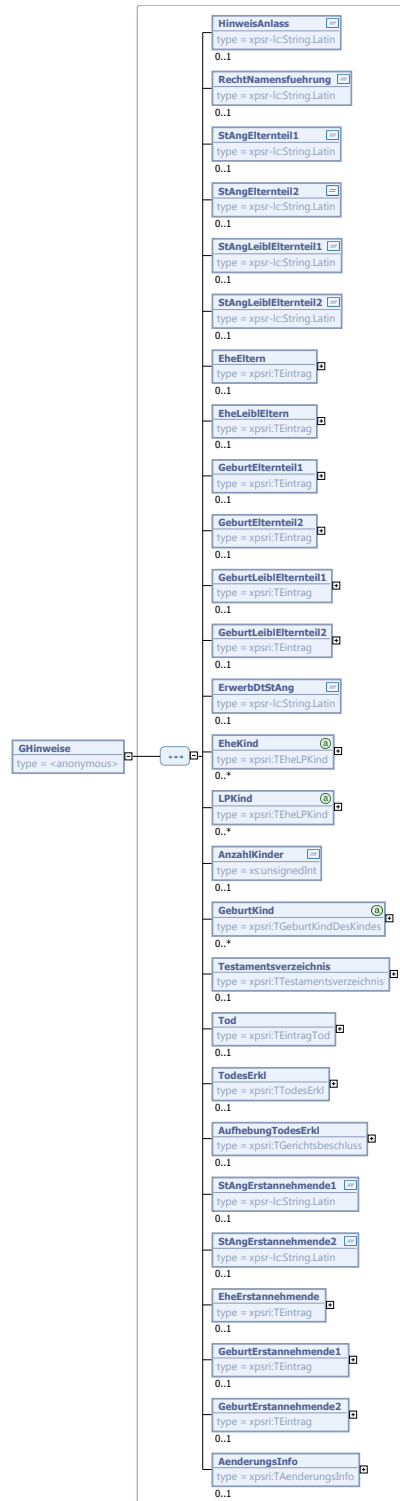 HinweisAnlass
type = xpsr-lc:String.Latin
0..1
RechtNamensfuehrung
type = xpsr-lc:String.Latin
0..1
StAngElternteil1
type = xpsr-lc:String.Latin
0..1
StAngElternteil2
type = xpsr-lc:String.Latin
0..1
StAngLeiblElternteil1
type = xpsr-lc:String.Latin
0..1
StAngLeiblElternteil2
type = xpsr-lc:String.Latin
0..1
EheEltern
type = xpsri:TEintrag
0..1
EheLeiblEltern
type = xpsri:TEintrag
0..1
GeburtElternteil1
type = xpsri:TEintrag
0..1
GeburtElternteil2
type = xpsri:TEintrag
0..1
GeburtLeiblElternteil1
type = xpsri:TEintrag
0..1
GeburtLeiblElternteil2
type = xpsri:TEintrag
0..1
ErwerbDtStAng
type = xpsr-lc:String.Latin
0..1
GHinweise
type = <anonymous>
EheKind a
type = xpsri:TEheLPKind
0..*
LPKind a
type = xpsri:TEheLPKind
0..*
AnzahlKinder
type = xs:unsignedInt
0..1
GeburtKind a
type = xpsri:TGeburtKindDesKindes
0..*
Testamentsverzeichnis
type = xpsri:TTestamentsverzeichnis
0..1
Tod
type = xpsri:TEintragTod
0..1
TodesErkl
type = xpsri:TTodesErkl
0..1
AufhebungTodesErkl
type = xpsri:TGerichtsbeschluss
0..1
StAngErstannehmende1
type = xpsr-lc:String.Latin
0..1
StAngErstannehmende2
type = xpsr-lc:String.Latin
0..1
EheErstannehmende
type = xpsri:TEintrag
0..1
GeburtErstannehmende1
type = xpsri:TEintrag
0..1
GeburtErstannehmende2
type = xpsri:TEintrag
0..1
AenderungsInfo
type = xpsri:TAenderungsInfo
0..1